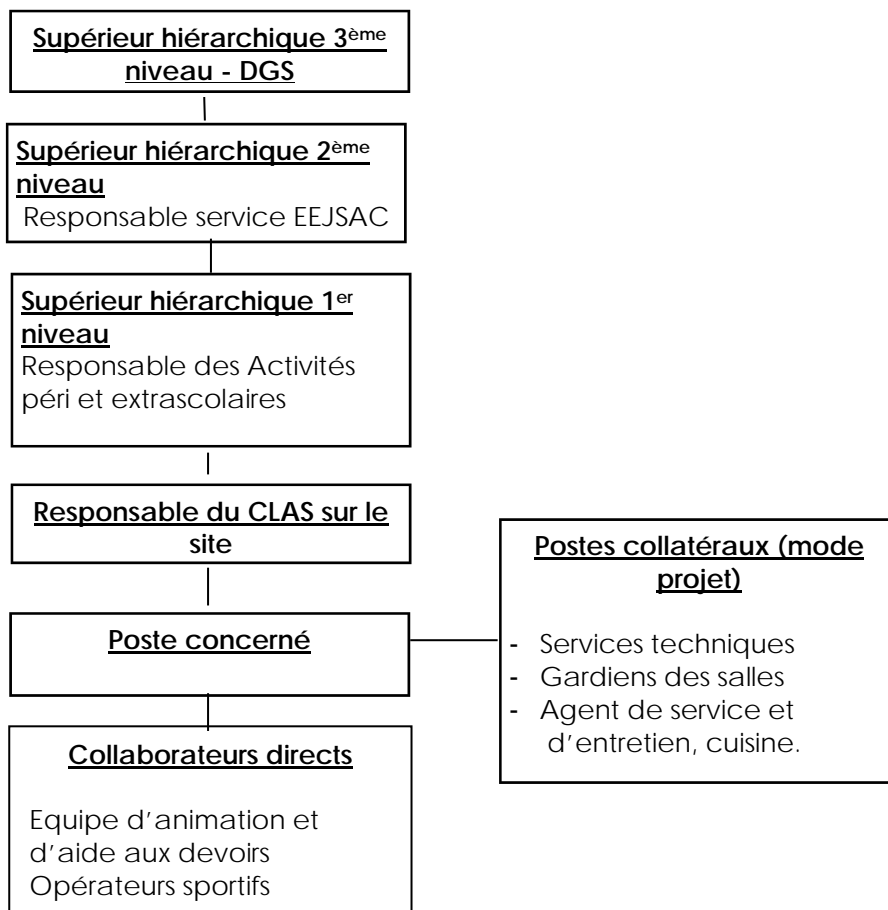 Supérieur hiérarchique 3ème
niveau - DGS
Supérieur hiérarchique 2ème
niveau
Responsable service EEJSAC
Supérieur hiérarchique 1er
niveau
Responsable des Activités
péri et extrascolaires
Responsable du CLAS sur le
site
Poste concerné
Postes collatéraux (mode
projet)
- Services techniques
- Gardiens des salles
- Agent de service et
d'entretien, cuisine.
Collaborateurs directs
Equipe d'animation et
d'aide aux devoirs
Opérateurs sportifs